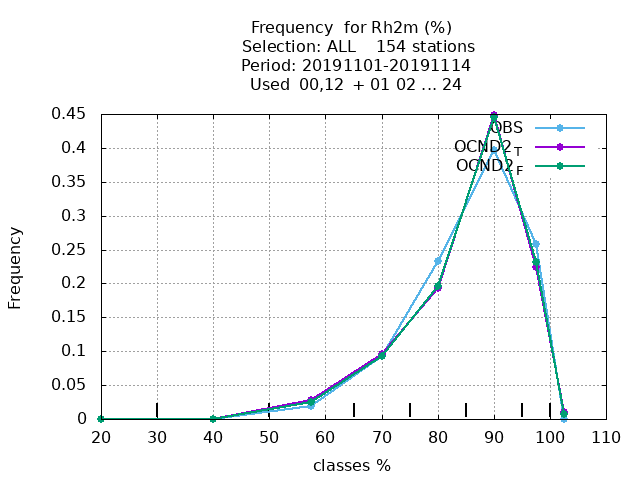 Frequency  for Rh2m (%)
Selection: ALL    154 stations
Period: 20191101-20191114
Used  00,12  + 01 02 ... 24
0.45
0.4
0.35
0.3
0.25
0.2
0.15
0.1
0.05
0
Frequency
OBS
OCND2_T
OCND2_F
20 30 40 50 60 70 80 90 100 110
classes %